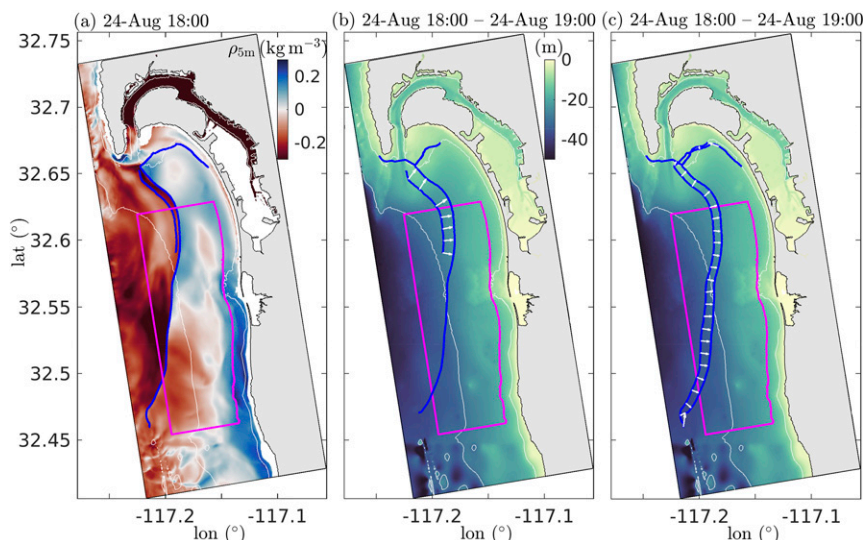 (a) 24-Aug 18:00
(b) 24-Aug 18:00 – 24-Aug 19:00
(c) 24-Aug 18:00 – 24-Aug 19:00
ρ5m (kg m−3)
0.2
0
-0.2
(m)
0
-20
-40
lat (°)
32.75
32.7
32.65
32.6
32.55
32.5
32.45
-117.2
-117.1
lon (°)
-117.2
-117.1
lon (°)
-117.2
-117.1
lon (°)